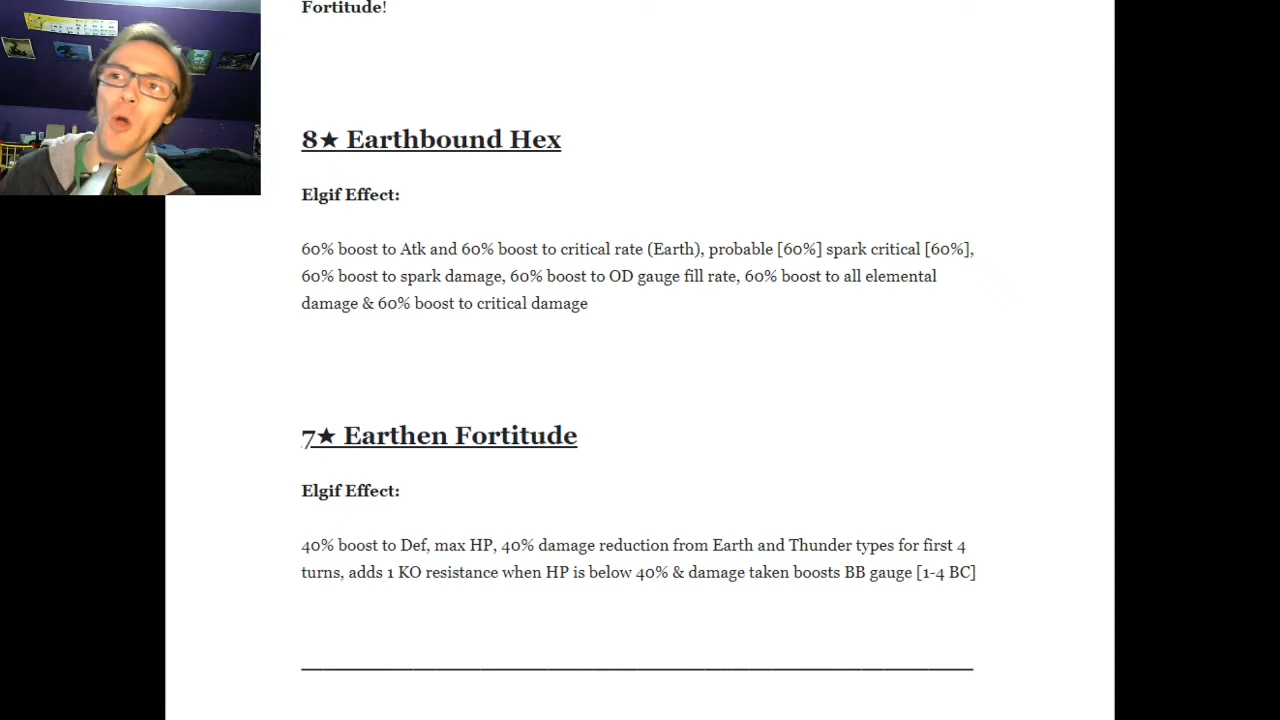 Fortitude!
8★ Earthbound Hex
Elgif Effect:
60% boost to Atk and 60% boost to critical rate (Earth), probable [60%] spark critical [60%],
60% boost to spark damage, 60% boost to OD gauge fill rate, 60% boost to all elemental
damage & 60% boost to critical damage
7★ Earthen Fortitude
Elgif Effect:
40% boost to Def, max HP, 40% damage reduction from Earth and Thunder types for first 4
turns, adds 1 KO resistance when HP is below 40% & damage taken boosts BB gauge [1-4 BC]